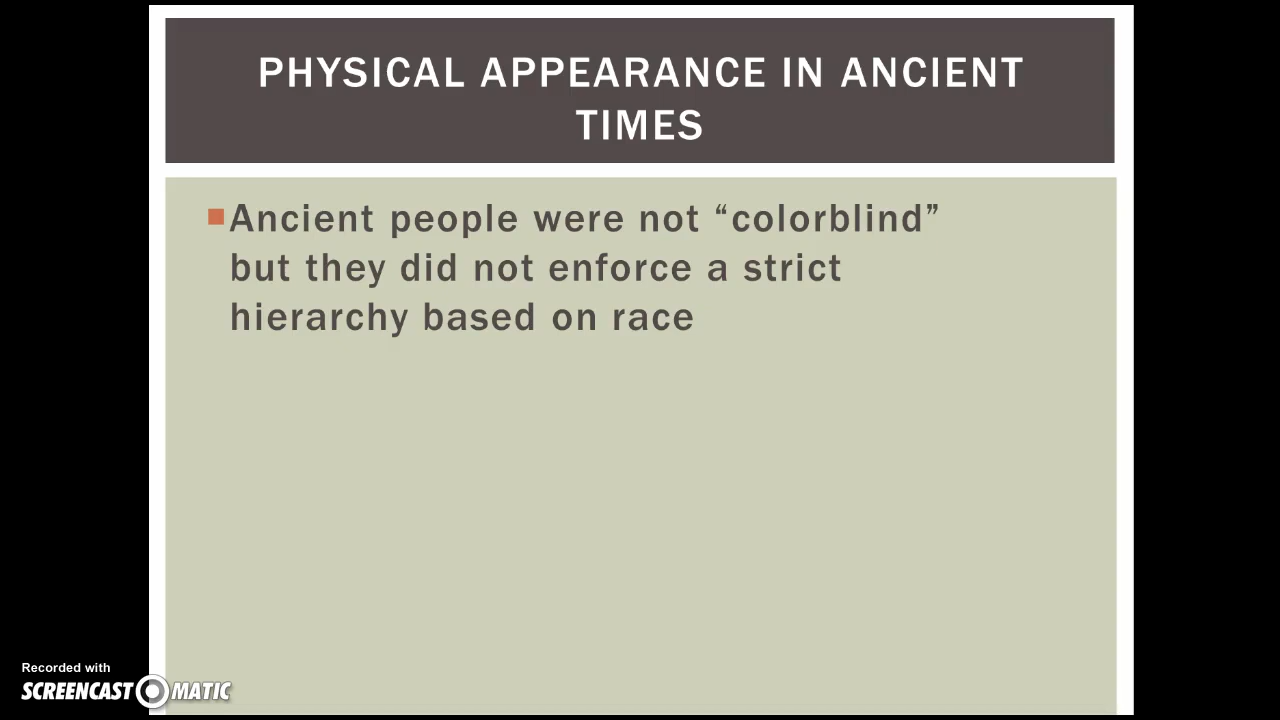 PHYSICAL APPEARANCE IN ANCIENT
TIMES
Ancient people were not “colorblind”
but they did not enforce a strict
hierarchy based on race
Recorded with
SCREENCAST-O-MATIC